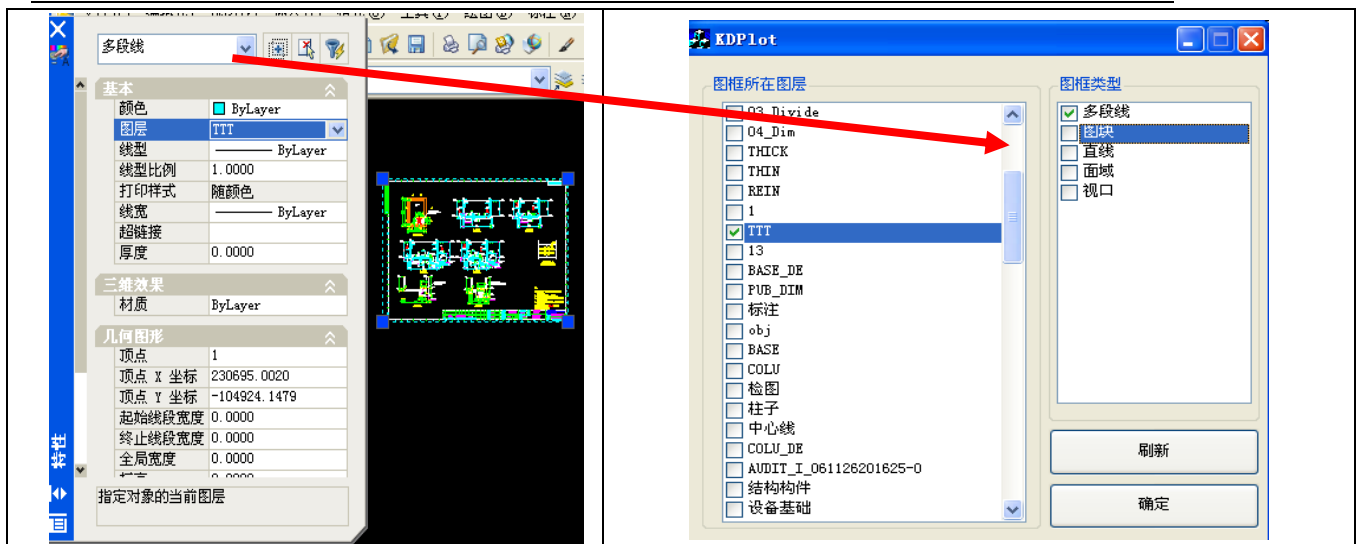 多段线
基本
颜色 ByLayer
图层 TTT
线型 ByLayer
线型比例 1.0000
打印样式 随颜色
线宽 ByLayer
超链接
厚度 0.0000
三维效果
材质 ByLayer
几何图形
顶点 1
顶点 X 坐标 230695.0020
顶点 Y 坐标 -104924.1479
起始线段宽度 0.0000
终止线段宽度 0.0000
全局宽度 0.0000
特性
指定对象的当前图层
KDPlot
图框所在图层
03_Divide
04_Dim
THICK
THIN
REIN
1
TTT
13
BASE_DE
PUB_DIM
标注
obj
BASE
COLU
检图
柱子
中心线
COLU_DE
AUDIT_I_061126201625-0
结构构件
设备基础
图框类型
多段线
图块
直线
面域
视口
刷新
确定